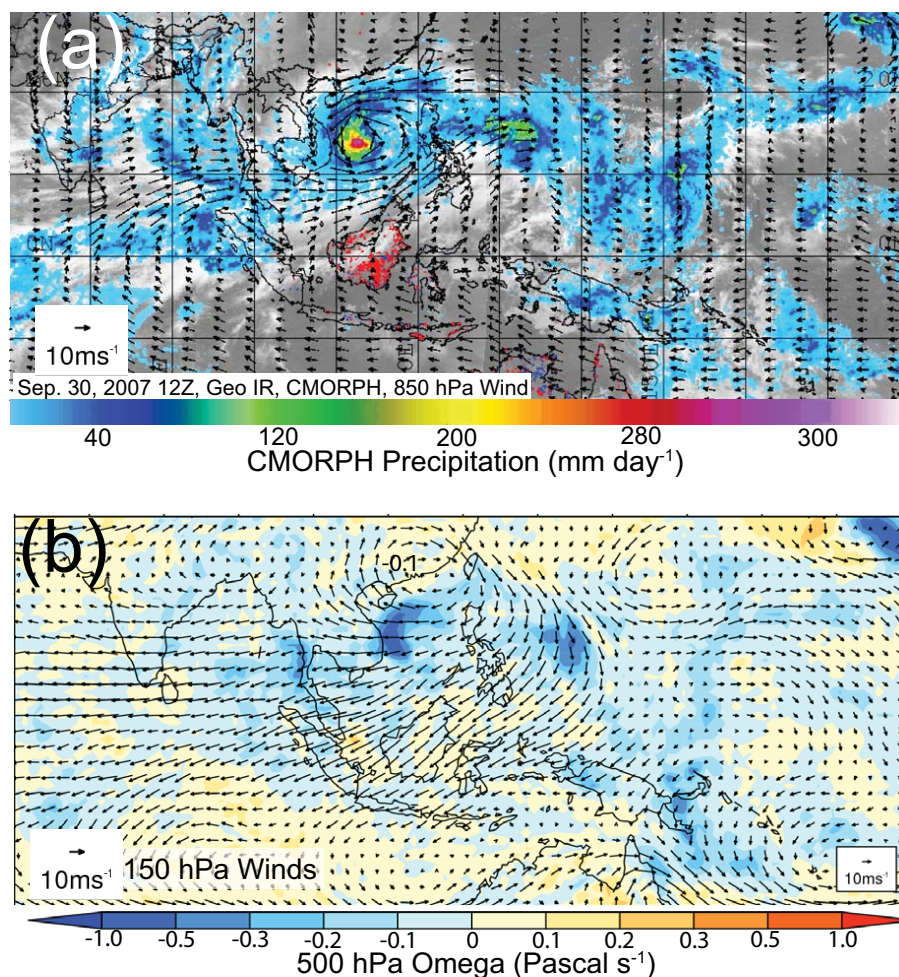 (a)
10ms-1
Sep. 30, 2007 12Z, Geo IR, CMORPH, 850 hPa Wind
40 120 200 280 300
CMORPH Precipitation (mm day-1)
(b)
-0.1
10ms-1
150 hPa Winds
10ms-1
-1.0 -0.5 -0.3 -0.2 -0.1 0 0.1 0.2 0.3 0.5 1.0
500 hPa Omega (Pascal s-1)